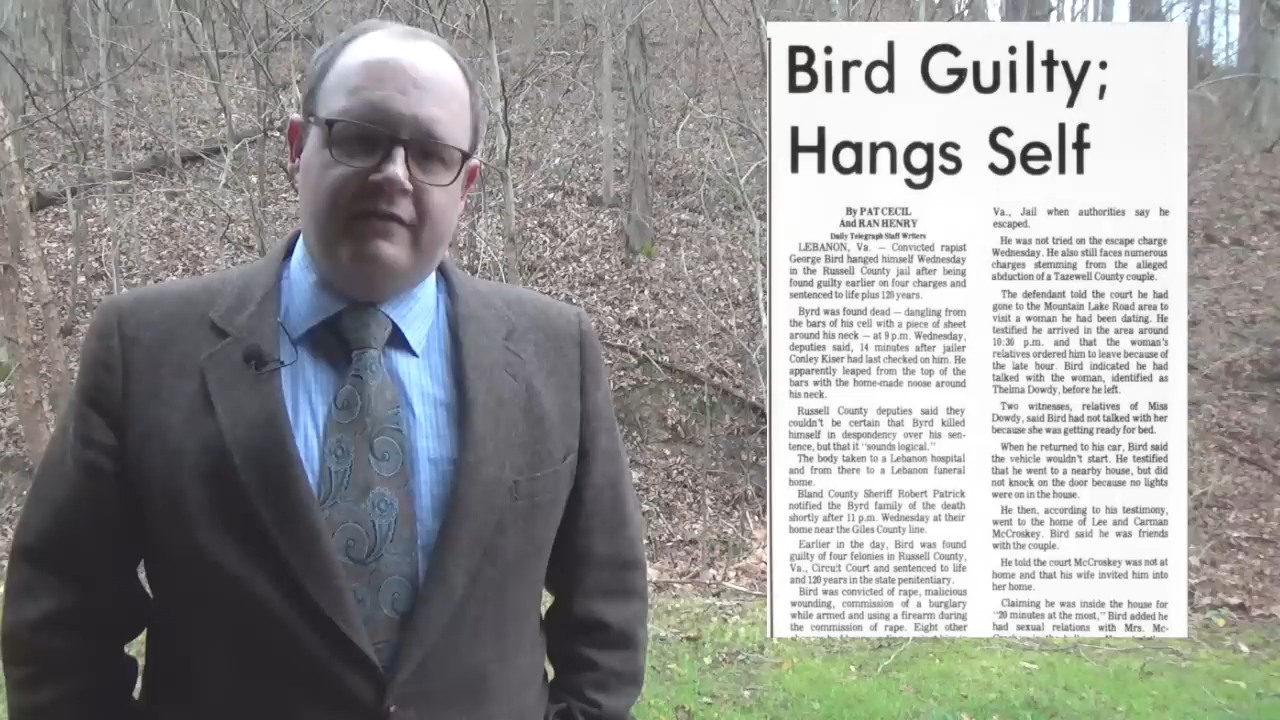 Bird Guilty;
Hangs Self
By PAT CECIL
And RAN HENRY
Daily Telegraph Staff Writers
LEBANON, Va. — Convicted rapist
George Bird hanged himself Wednesday
in the Russell County jail after being
found guilty earlier on four charges and
sentenced to life plus 120 years.
Byrd was found dead — dangling from
the bars of his cell with a piece of sheet
around his neck — at 9 p.m. Wednesday,
deputies said, 14 minutes after jailer
Conley Kiser had last checked on him. He
apparently leaped from the top of the
bars with the home-made noose around
his neck.
Russell County deputies said they
couldn't be certain that Byrd killed
himself in despondency over his sen-
tence, but that it "sounds logical."
The body taken to a Lebanon hospital
and from there to a Lebanon funeral
home.
Bland County Sheriff Robert Patrick
notified the Byrd family of the death
shortly after 11 p.m. Wednesday at their
home near the Giles County line.
Earlier in the day, Bird was found
guilty of four felonies in Russell County,
Va., Circuit Court and sentenced to life
and 120 years in the state penitentiary.
Bird was convicted of rape, malicious
wounding, commission of a burglary
while armed and using a firearm during
the commission of rape. Eight other
Va., Jail when authorities say he
escaped.
He was not tried on the escape charge
Wednesday. He also still faces numerous
charges stemming from the alleged
abduction of a Tazewell County couple.
The defendant told the court he had
gone to the Mountain Lake Road area to
visit a woman he had been dating. He
testified he arrived in the area around
10:30 p.m. and that the woman's
relatives ordered him to leave because of
the late hour. Bird indicated he had
talked with the woman, identified as
Thelma Dowdy, before he left.
Two witnesses, relatives of Miss
Dowdy, said Bird had not talked with her
because she was getting ready for bed.
When he returned to his car, Bird said
the vehicle wouldn't start. He testified
that he went to a nearby house, but did
not knock on the door because no lights
were on in the house.
He then, according to his testimony,
went to the home of Lee and Carman
McCroskey. Bird said he was friends
with the couple.
He told the court McCroskey was not at
home and that his wife invited him into
her home.
Claiming he was inside the house for
"20 minutes at the most," Bird added he
had sexual relations with Mrs. Mc-